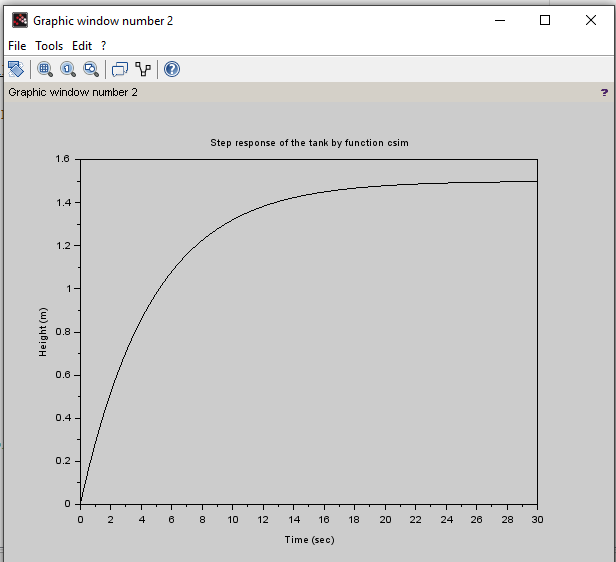 Graphic window number 2
File Tools Edit ?
Graphic window number 2 ?
Step response of the tank by function csim
1.6
1.4
1.2
1
0.8
0.6
0.4
0.2
0
Height (m)
0 2 4 6 8 10 12 14 16 18 20 22 24 26 28 30
Time (sec)